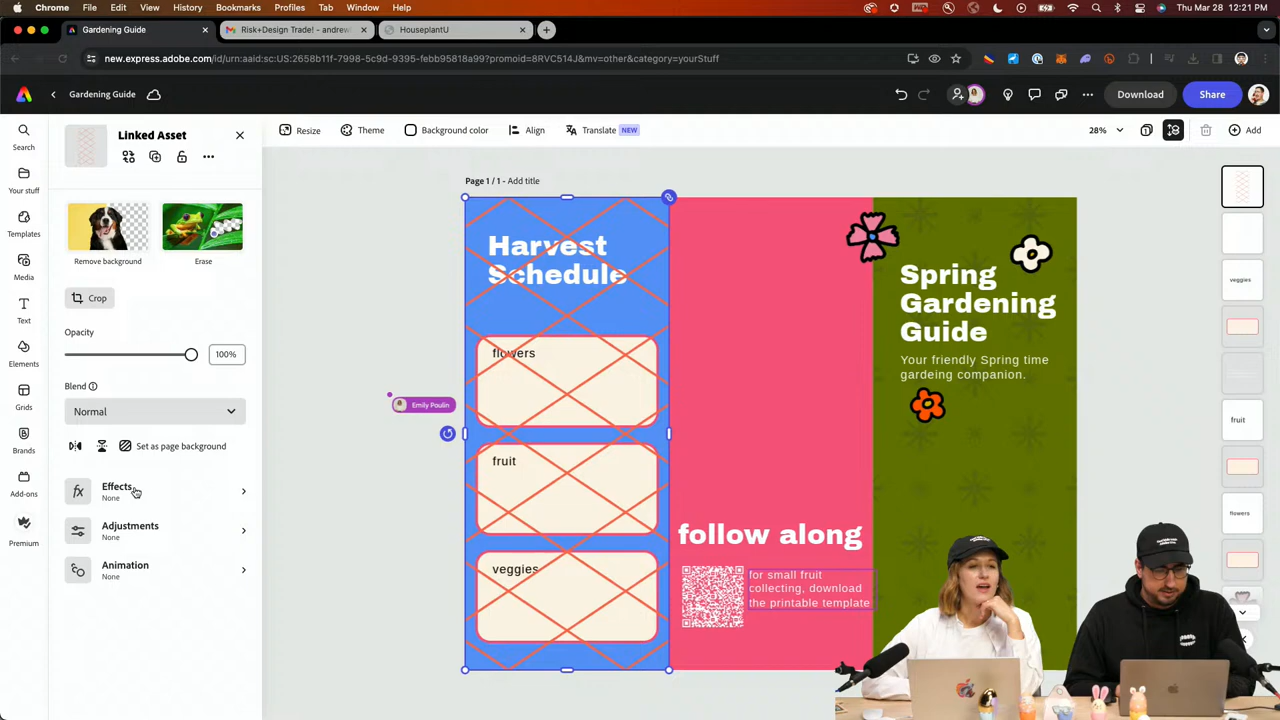 Chrome File Edit View History Bookmarks Profiles Tab Window Help
Thu Mar 28 12:21 PM
Gardening Guide
Risk+Design Trade! - andrew
HouseplantU
new.express.adobe.com/id/urn:aaid:sc:US:2658b11f-7998-5c9d-9395-febb95818a99?promoid=8RVC514J&mv=other&category=yourStuff
Gardening Guide
Download
Share
Search
Your stuff
Templates
Media
Text
Elements
Grids
Brands
Add-ons
Premium
Linked Asset
Remove background
Erase
Crop
Opacity
100%
Blend
Normal
Set as page background
fx
Effects
None
Adjustments
None
Animation
None
Resize
Theme
Background color
Align
Translate NEW
28%
1
Add
Page 1 / 1 - Add title
Harvest
Schedule
flowers
fruit
veggies
Emily Poulin
follow along
for small fruit
collecting, download
the printable template
Spring
Gardening
Guide
Your friendly Spring time
gardeing companion.
veggies
fruit
flowers